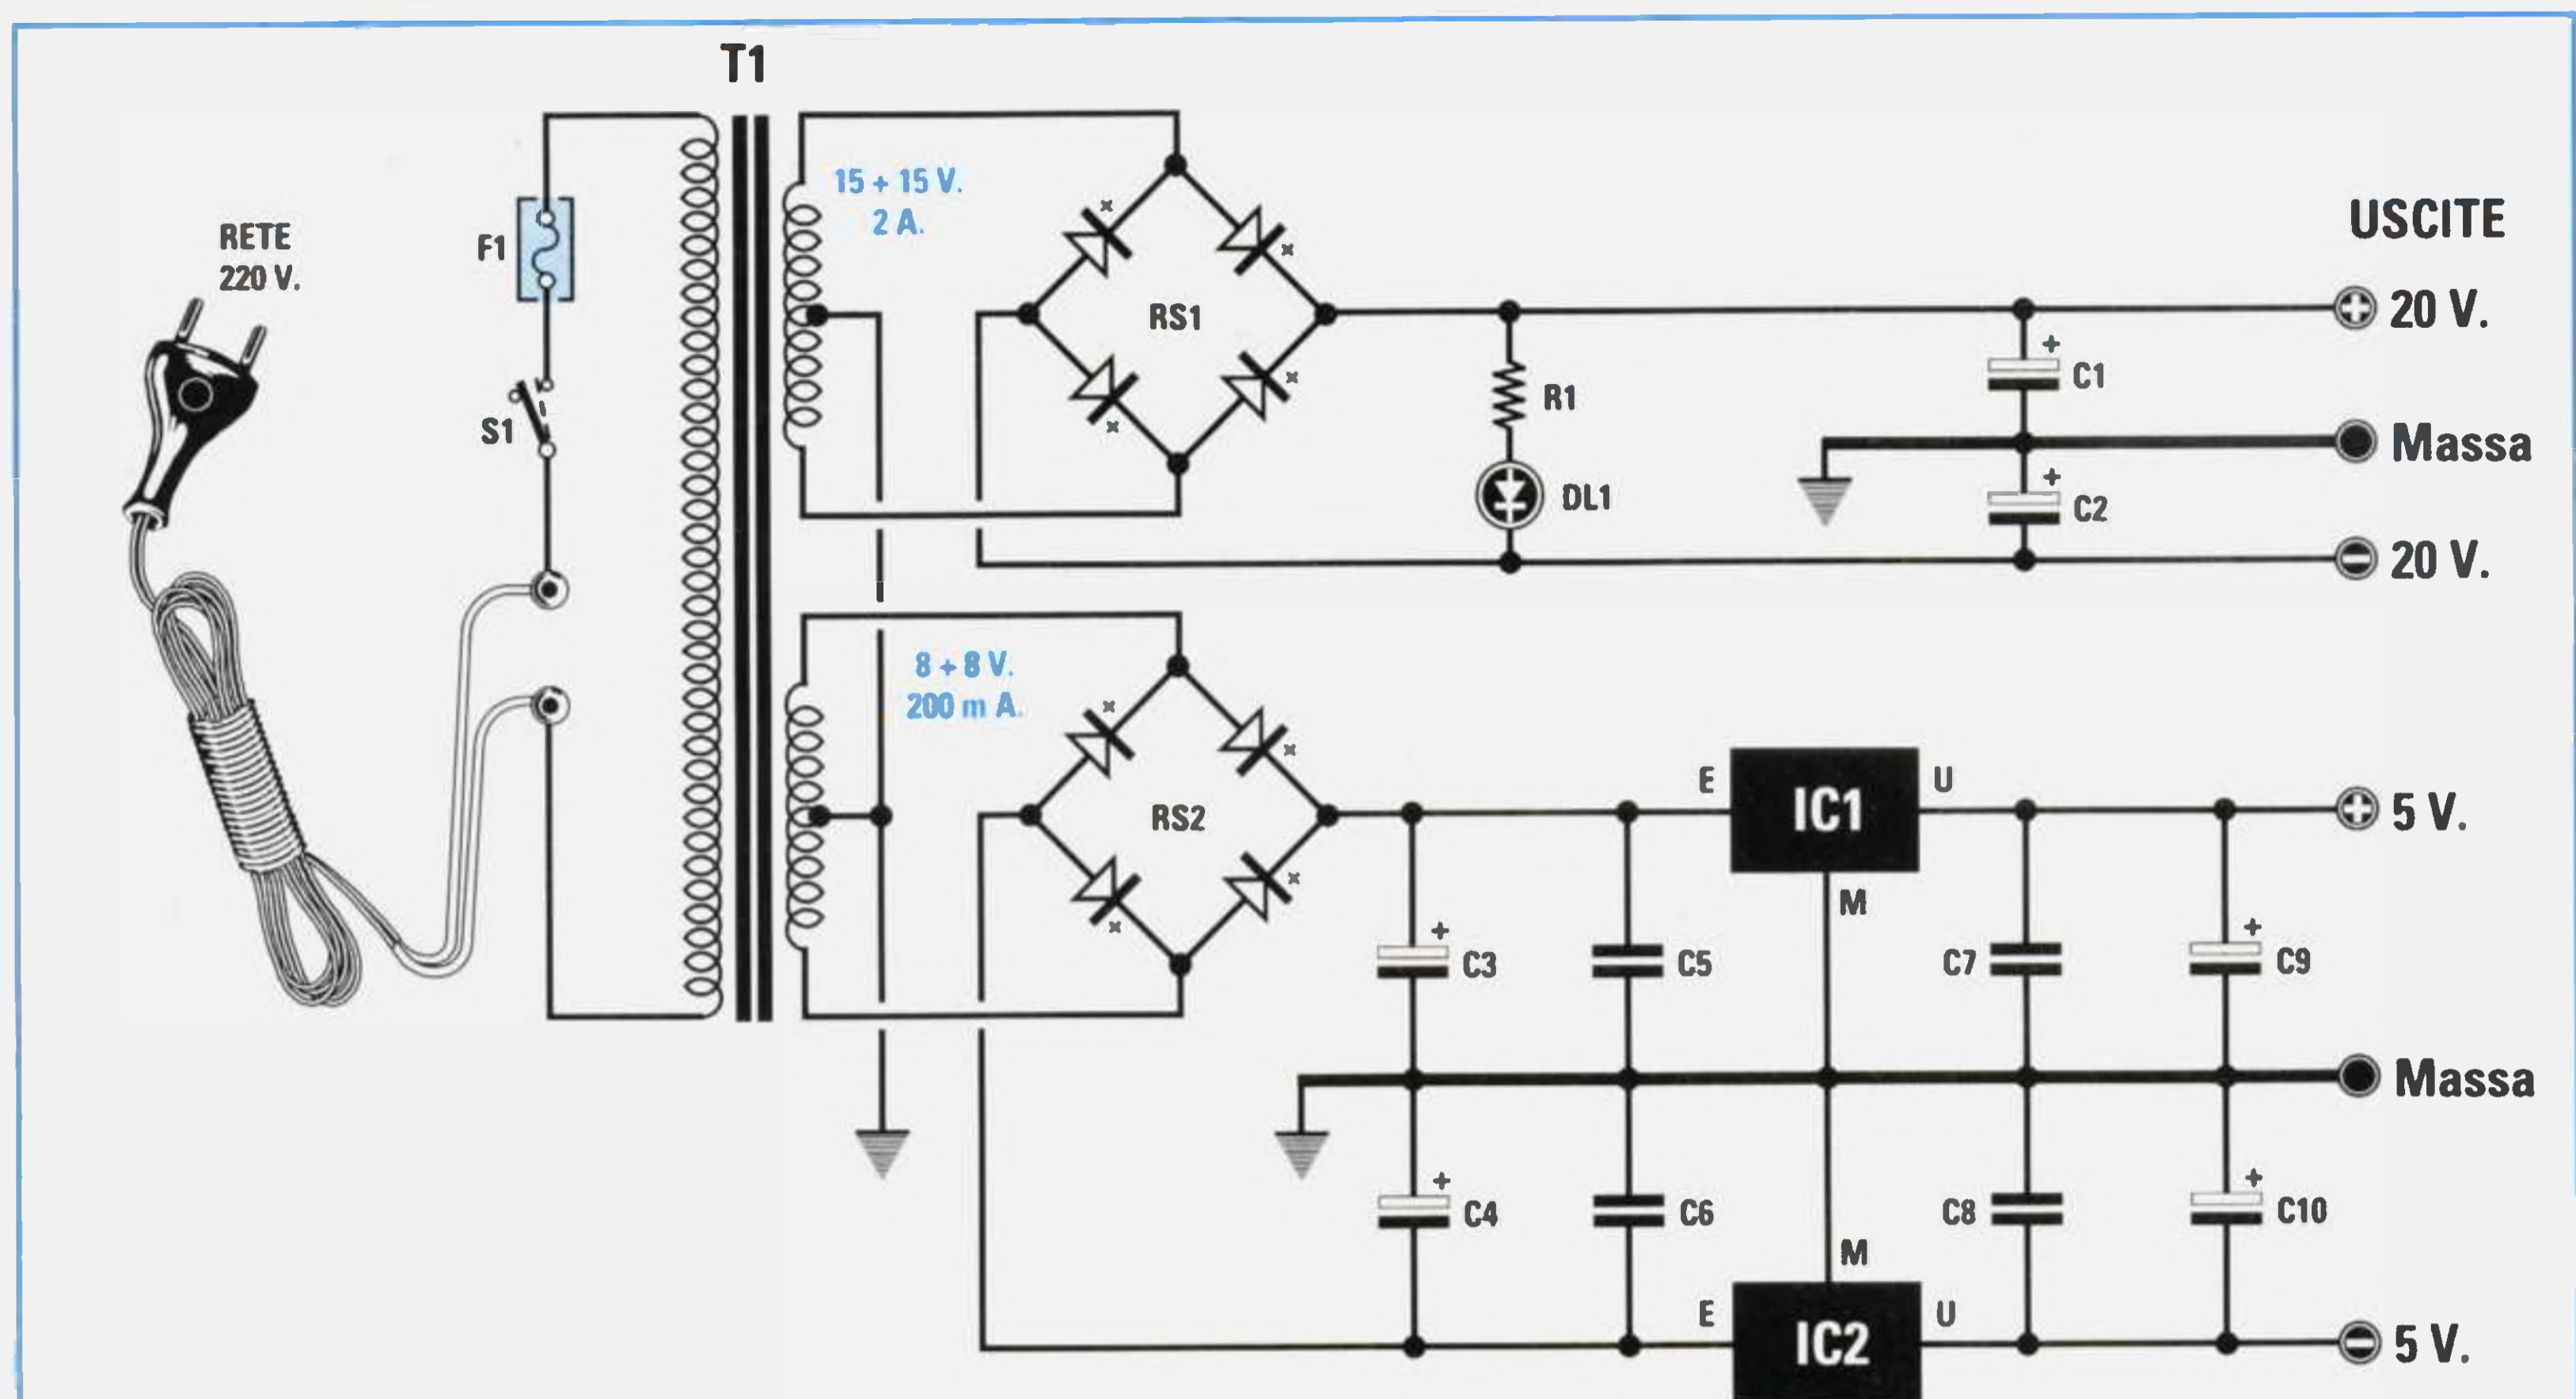 T1
RETE
220 V.
F1
S1
15 + 15 V.
2 A.
RS1
R1
DL1
C1
C2
USCITE
20 V.
Massa
20 V.
8 + 8 V.
200 m A.
RS2
E
IC1
U
M
C3
C5
C7
C9
5 V.
Massa
C4
C6
C8
C10
M
E
IC2
U
5 V.